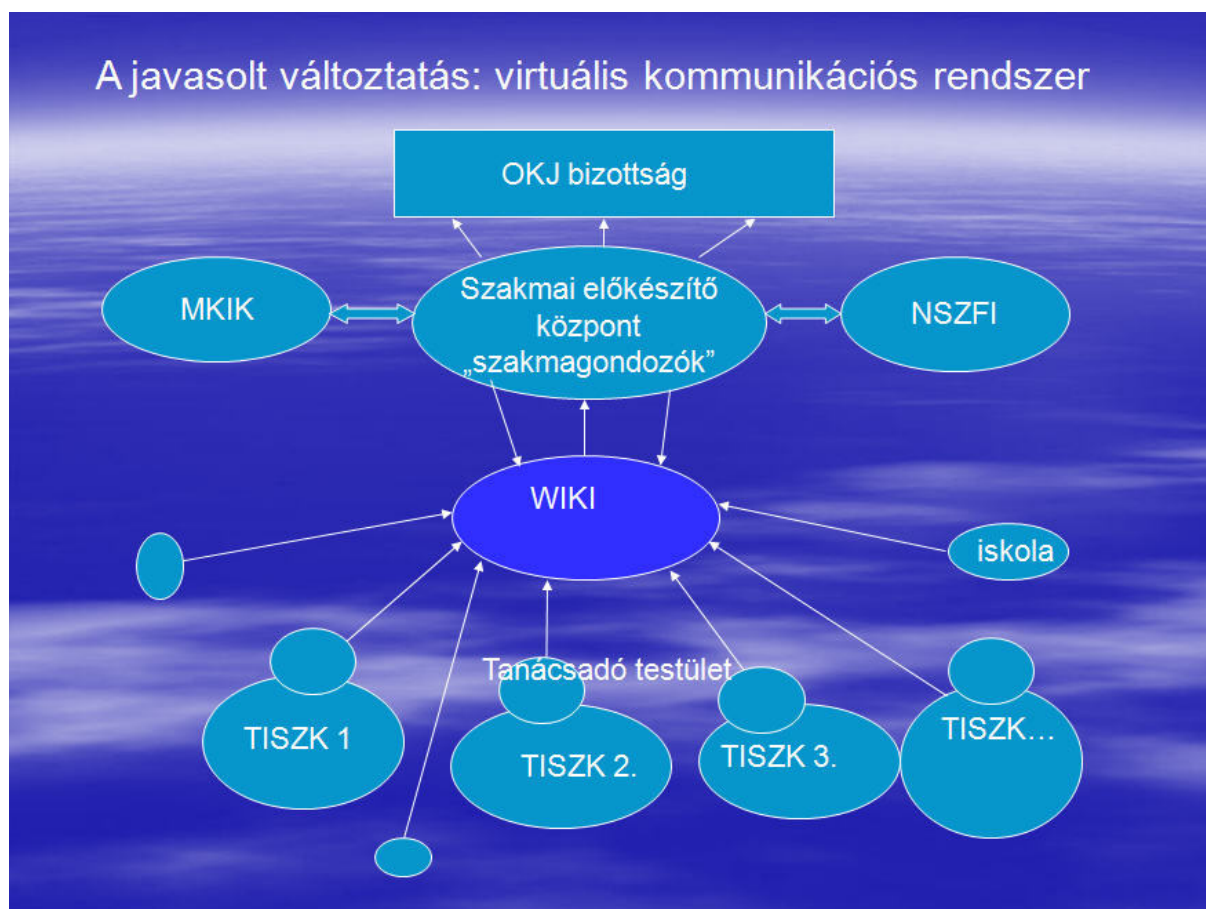 A javasolt változtatás: virtuális kommunikációs rendszer
OKJ bizottság
MKIK
Szakmai előkészítő
központ
„szakmagondozók”
NSZFI
WIKI
iskola
Tanácsadó testület
TISZK 1
TISZK 2.
TISZK 3.
TISZK…